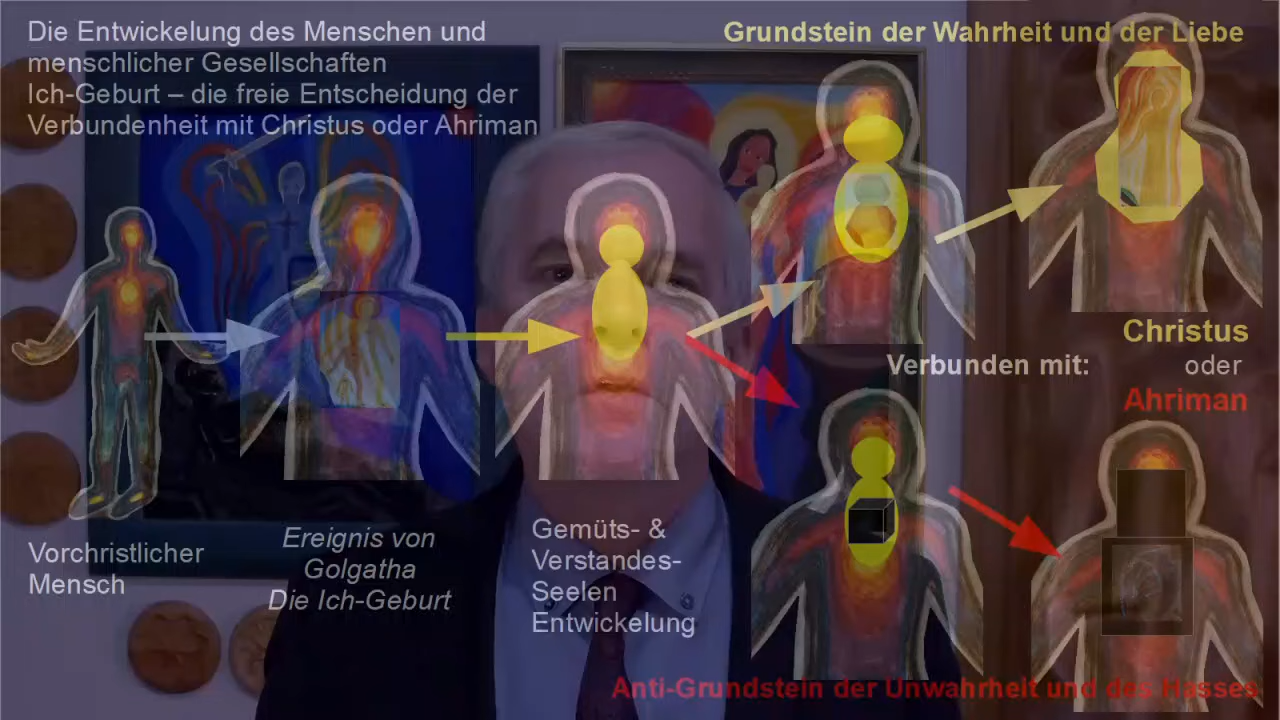 Die Entwickelung des Menschen und
menschlicher Gesellschaften
Ich-Geburt – die freie Entscheidung der
Verbundenheit mit Christus oder Ahriman
Grundstein der Wahrheit und der Liebe
Christus
Verbunden mit: oder
Ahriman
Vorchristlicher
Mensch
Ereignis von
Golgatha
Die Ich-Geburt
Gemüts- &
Verstandes-
Seelen
Entwickelung
Anti-Grundstein der Unwahrheit und des Hasses